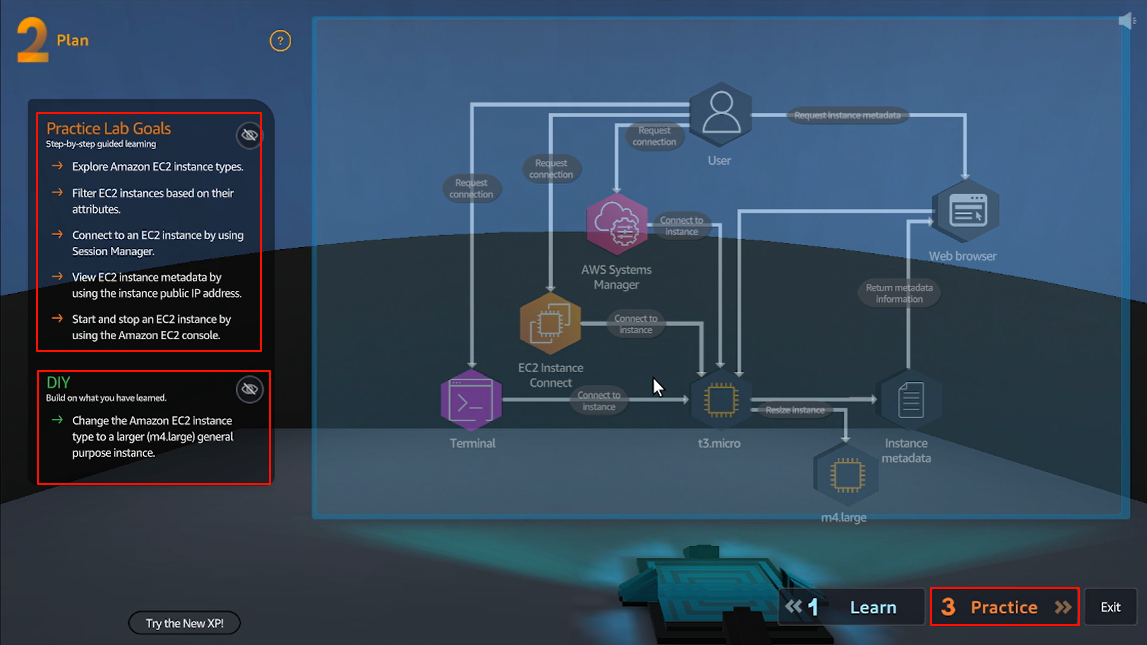 2 Plan
?
Practice Lab Goals
Step-by-step guided learning
Explore Amazon EC2 instance types.
Filter EC2 instances based on their
attributes.
Connect to an EC2 instance by using
Session Manager.
View EC2 instance metadata by
using the instance public IP address.
Start and stop an EC2 instance by
using the Amazon EC2 console.
DIY
Build on what you have learned.
Change the Amazon EC2 instance
type to a larger (m4.large) general
purpose instance.
Try the New XP!
User
Request instance metadata
Request
connection
Request
connection
Request
connection
Connect to
instance
AWS Systems
Manager
Web browser
Return metadata
information
Connect to
instance
EC2 Instance
Connect
Connect to
instance
Resize instance
Terminal
t3.micro
Instance
metadata
m4.large
1 Learn
3 Practice
Exit